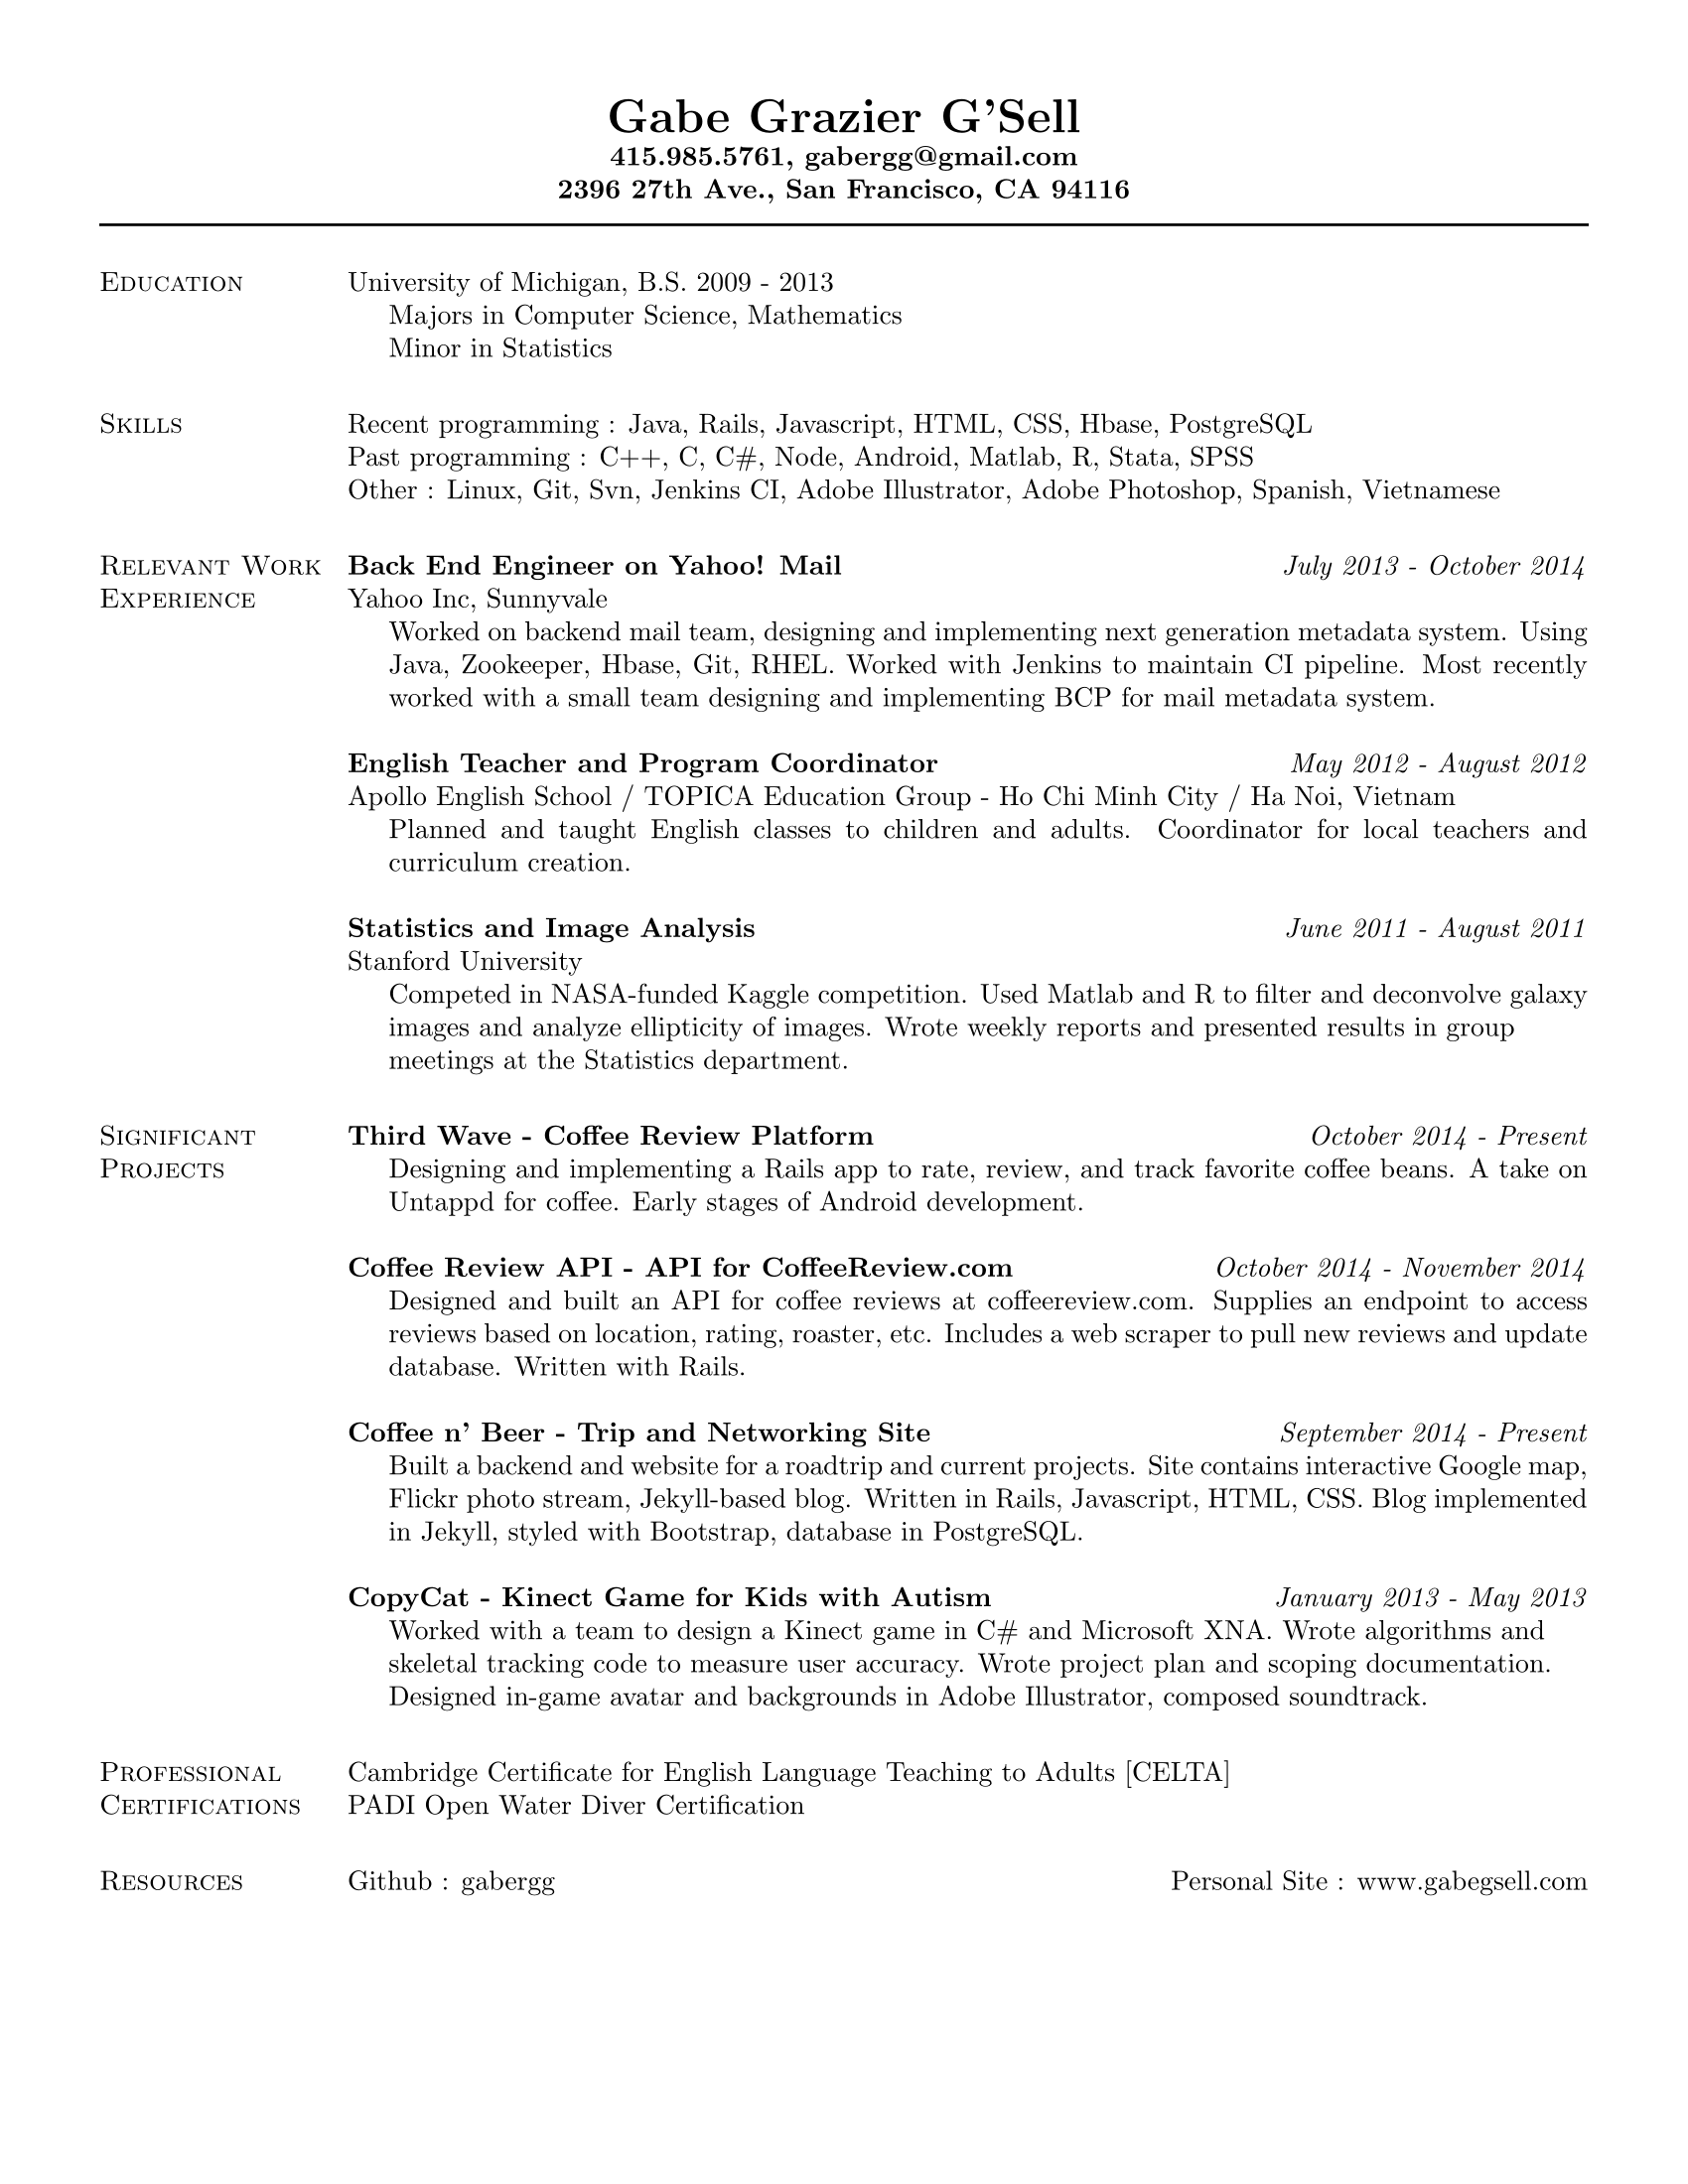 Gabe Grazier G'Sell
415.985.5761, gabergg@gmail.com
2396 27th Ave., San Francisco, CA 94116
Education
University of Michigan, B.S. 2009 - 2013
Majors in Computer Science, Mathematics
Minor in Statistics
Skills
Recent programming : Java, Rails, Javascript, HTML, CSS, Hbase, PostgreSQL
Past programming : C++, C, C#, Node, Android, Matlab, R, Stata, SPSS
Other : Linux, Git, Svn, Jenkins CI, Adobe Illustrator, Adobe Photoshop, Spanish, Vietnamese
Relevant Work Experience
Back End Engineer on Yahoo! Mail July 2013 - October 2014
Yahoo Inc, Sunnyvale
Worked on backend mail team, designing and implementing next generation metadata system. Using
Java, Zookeeper, Hbase, Git, RHEL. Worked with Jenkins to maintain CI pipeline. Most recently
worked with a small team designing and implementing BCP for mail metadata system.
English Teacher and Program Coordinator May 2012 - August 2012
Apollo English School / TOPICA Education Group - Ho Chi Minh City / Ha Noi, Vietnam
Planned and taught English classes to children and adults. Coordinator for local teachers and
curriculum creation.
Statistics and Image Analysis June 2011 - August 2011
Stanford University
Competed in NASA-funded Kaggle competition. Used Matlab and R to filter and deconvolve galaxy
images and analyze ellipticity of images. Wrote weekly reports and presented results in group
meetings at the Statistics department.
Significant Projects
Third Wave - Coffee Review Platform October 2014 - Present
Designing and implementing a Rails app to rate, review, and track favorite coffee beans. A take on
Untappd for coffee. Early stages of Android development.
Coffee Review API - API for CoffeeReview.com October 2014 - November 2014
Designed and built an API for coffee reviews at coffeereview.com. Supplies an endpoint to access
reviews based on location, rating, roaster, etc. Includes a web scraper to pull new reviews and update
database. Written with Rails.
Coffee n' Beer - Trip and Networking Site September 2014 - Present
Built a backend and website for a roadtrip and current projects. Site contains interactive Google map,
Flickr photo stream, Jekyll-based blog. Written in Rails, Javascript, HTML, CSS. Blog implemented
in Jekyll, styled with Bootstrap, database in PostgreSQL.
CopyCat - Kinect Game for Kids with Autism January 2013 - May 2013
Worked with a team to design a Kinect game in C# and Microsoft XNA. Wrote algorithms and
skeletal tracking code to measure user accuracy. Wrote project plan and scoping documentation.
Designed in-game avatar and backgrounds in Adobe Illustrator, composed soundtrack.
Professional Certifications
Cambridge Certificate for English Language Teaching to Adults [CELTA]
PADI Open Water Diver Certification
Resources
Github : gabergg Personal Site : www.gabegsell.com